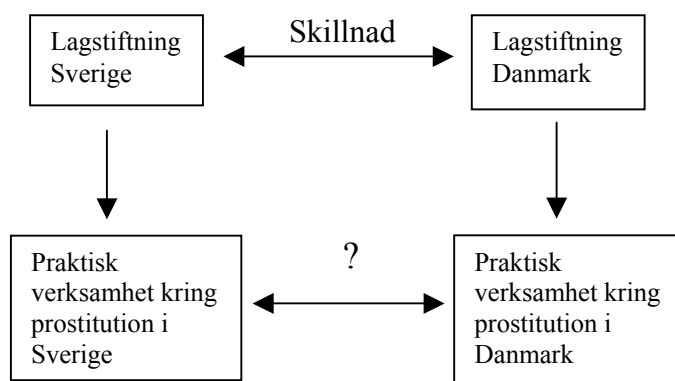 Lagstiftning
Sverige
Skillnad
Lagstiftning
Danmark
Praktisk
verksamhet kring
prostitution i
Sverige
?
Praktisk
verksamhet kring
prostitution i
Danmark